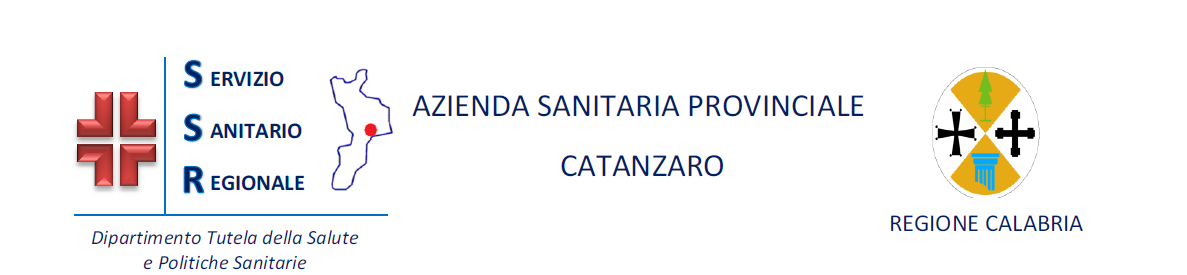 SERVIZIO
SANITARIO
REGIONALE
Dipartimento Tutela della Salute
e Politiche Sanitarie
AZIENDA SANITARIA PROVINCIALE
CATANZARO
REGIONE CALABRIA